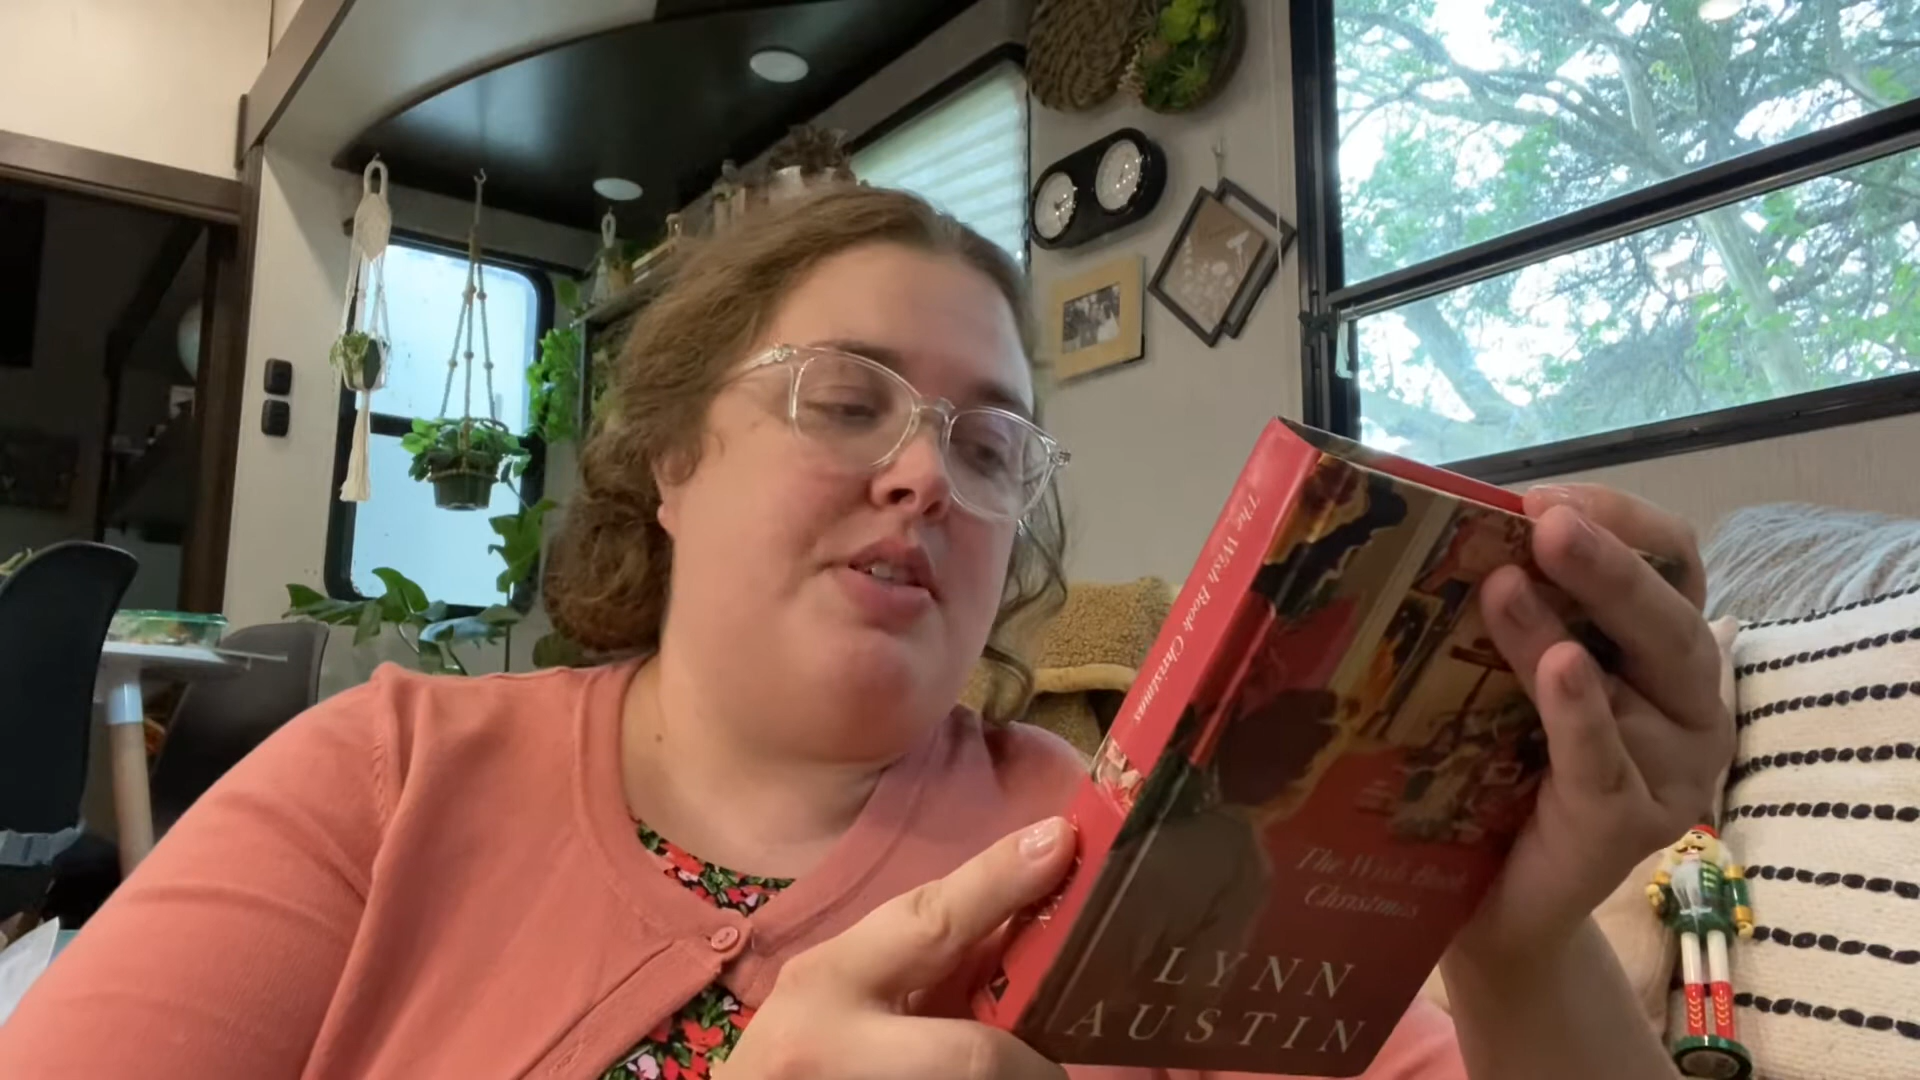 The Wish Book Christmas
The Wish Book
Christmas
LYNN
AUSTIN